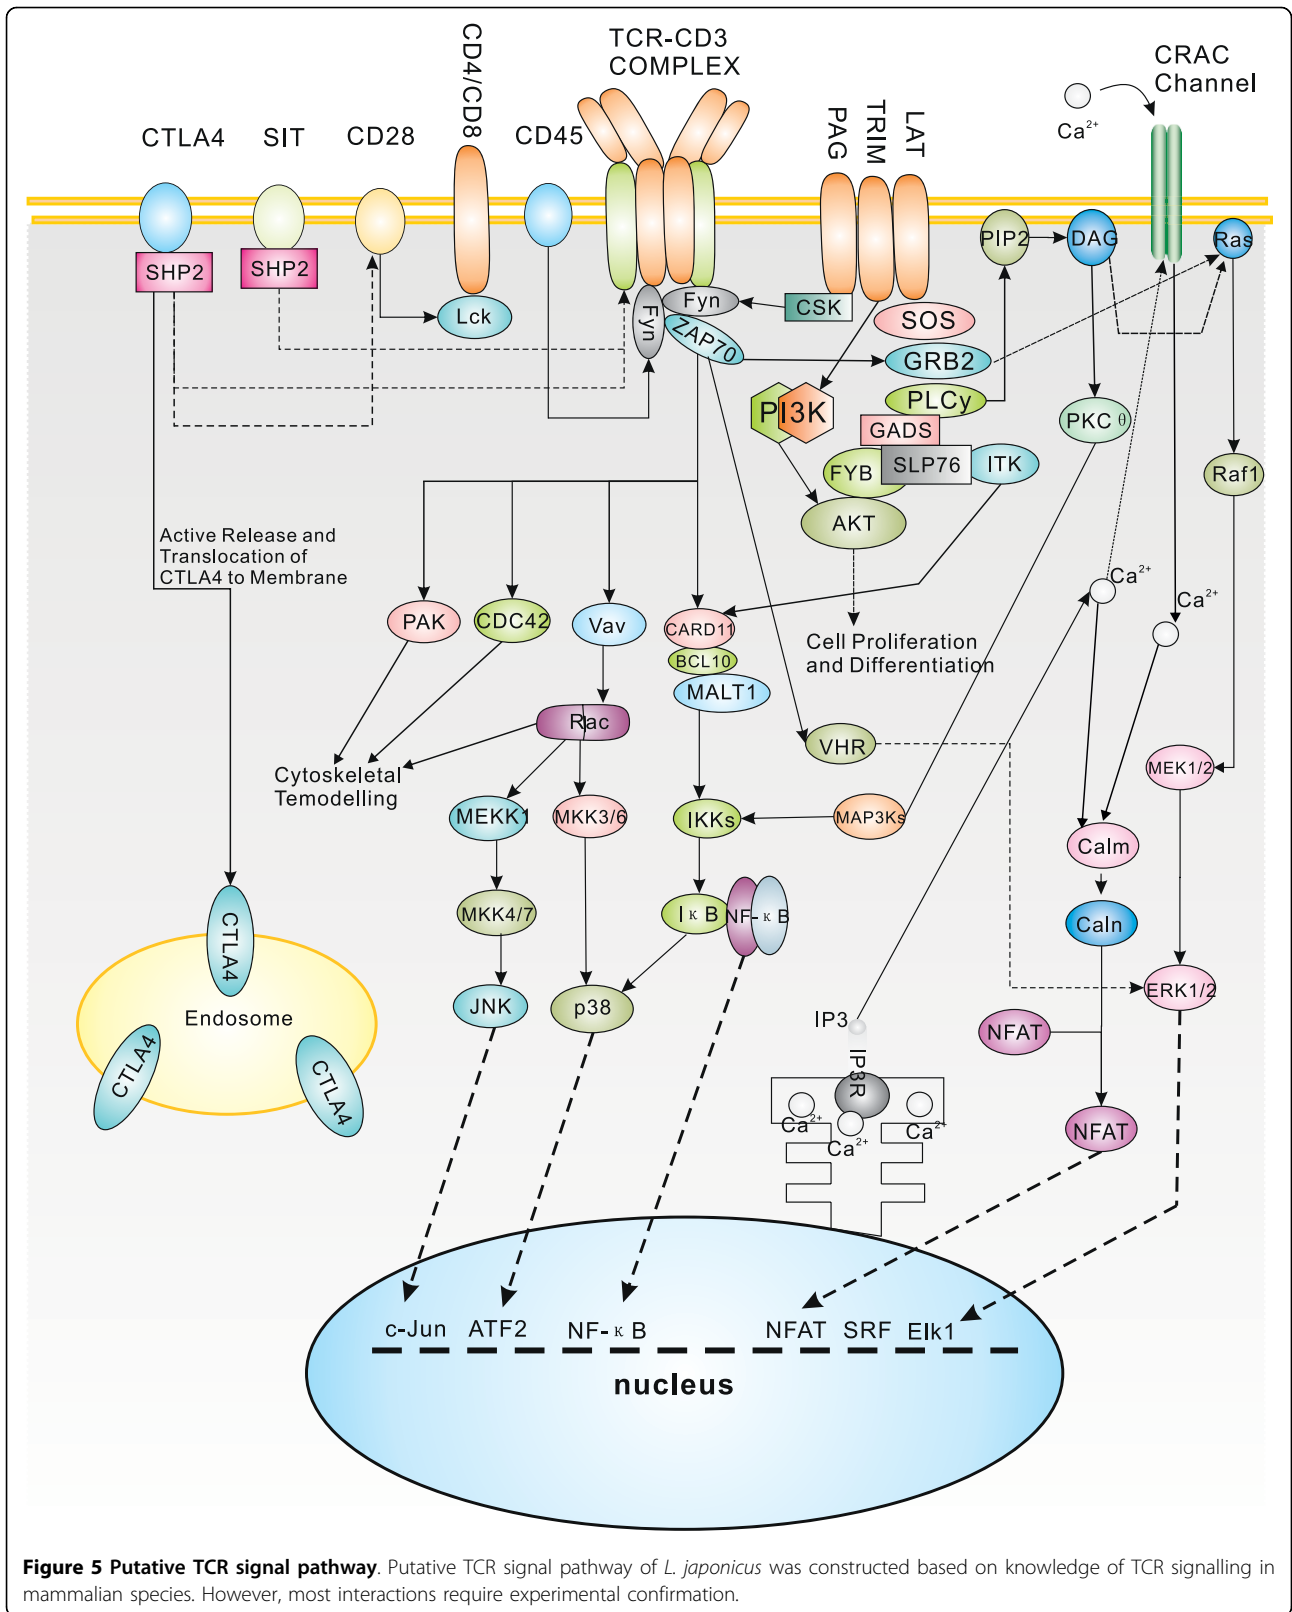 TCR-CD3
COMPLEX
CD4/CD8
CRAC
Channel
Ca2+
PAG
TRIM
LAT
CTLA4
SIT
CD28
CD45
SHP2
SHP2
PIP2
DAG
Ras
Lck
Fyn
Fyn
ZAP70
CSK
SOS
GRB2
PLCy
PI3K
GADS
PKC θ
FYB
SLP76
ITK
Raf1
AKT
Active Release and
Translocation of
CTLA4 to Membrane
Ca2+
Ca2+
PAK
CDC42
Vav
CARD11
BCL10
MALT1
Cell Proliferation
and Differentiation
Rac
VHR
MEK1/2
Cytoskeletal
Temodelling
MEKK1
MKK3/6
IKKs
MAP3Ks
Calm
MKK4/7
IκB
NF-κB
Caln
CTLA4
ERK1/2
JNK
p38
Endosome
IP3
NFAT
IP3R
CTLA4
CTLA4
Ca2+
Ca2+
Ca2+
NFAT
c-Jun
ATF2
NF-κB
NFAT
SRF
Elk1
nucleus
Figure 5 Putative TCR signal pathway. Putative TCR signal pathway of L. japonicus was constructed based on knowledge of TCR signalling in
mammalian species. However, most interactions require experimental confirmation.